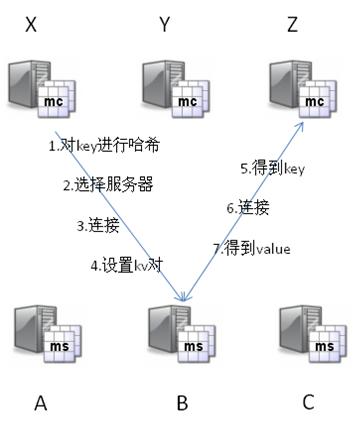 X Y Z
mc mc mc
1.对key进行哈希
2.选择服务器
3.连接
4.设置kv对
5.得到key
6.连接
7.得到value
ms ms ms
A B C